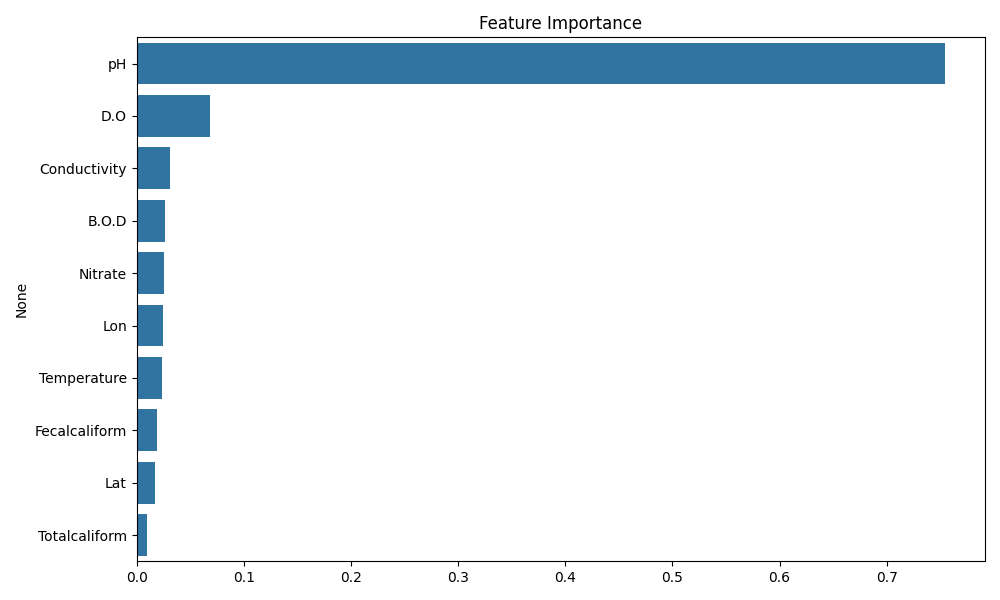 Feature Importance
pH
D.O
Conductivity
B.O.D
Nitrate
Lon
Temperature
Fecalcaliform
Lat
Totalcaliform
None
0.0 0.1 0.2 0.3 0.4 0.5 0.6 0.7